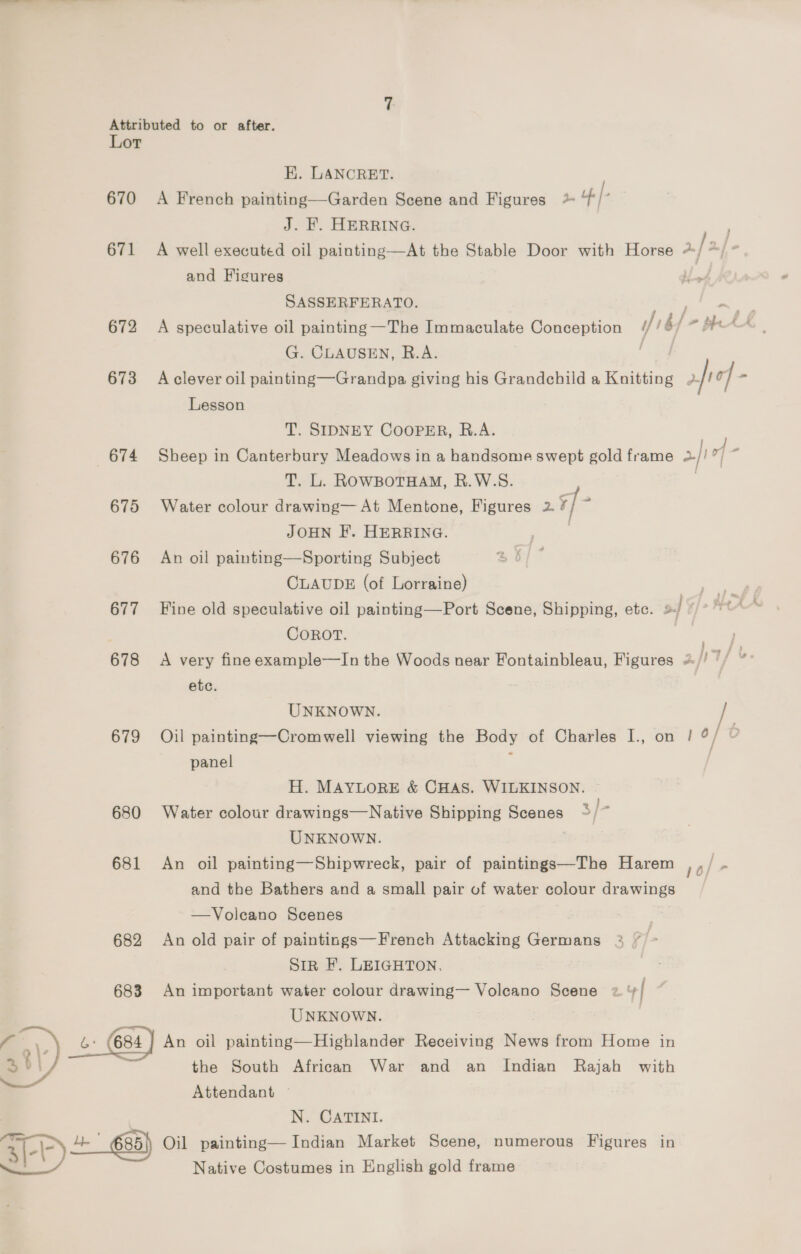 7
Attributed to or after.
Lot
E. LANCRET.
670 A French painting—Garden Scene and Figures 24/-
J. F. HERRING.
671 A well executed oil painting—At the Stable Door with Horse 2/2/-
and Figures
SASSERFERATO.
672 A speculative oil painting—The Immaculate Conception
G. CLAUSEN, R.A.
673 A clever oil painting—Grandpa giving his Grandchild a Knitting 2/10/-
Lesson
T. SIDNEY COOPER, R.A.
674 Sheep in Canterbury Meadows in a handsome swept gold frame
T. L. ROWBOTHAM, R.W.S.
675 Water colour drawing—At Mentone, Figures
JOHN F. HERRING.
676 An oil painting—Sporting Subject
CLAUDE (of Lorraine)
677 Fine old speculative oil painting—Port Scene, Shipping, etc.
COROT.
678 A very fine example—In the Woods near Fontainbleau, Figures
etc.
UNKNOWN.
679 Oil painting—Cromwell viewing the Body of Charles I., on
panel
H. MAYLORE & CHAS. WILKINSON.
680 Water colour drawings—Native Shipping Scenes 3/-
UNKNOWN.
681 An oil painting—Shipwreck, pair of paintings—The Harem
and the Bathers and a small pair of water colour drawings
—Volcano Scenes
682 An old pair of paintings—French Attacking Germans
SIR F. LEIGHTON.
683 An important water colour drawing—Volcano Scene 24/-
UNKNOWN.
684 An oil painting—Highlander Receiving News from Home in
the South African War and an Indian Rajah with
Attendant
N. CATINI.
685 Oil painting—Indian Market Scene, numerous Figures in
Native Costumes in English gold frame